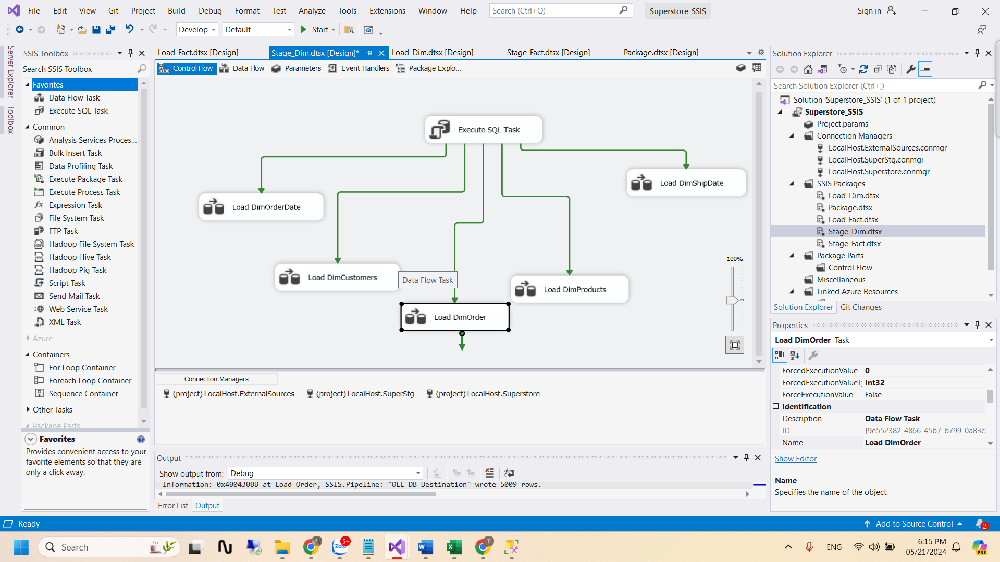 File Edit View Git Project Build Debug Format Test Analyze Tools Extensions Window Help Search (Ctrl+Q) Superstore_SSIS Sign in
Develop Default Start
Server Explorer
Toolbox
SSIS Toolbox
Search SSIS Toolbox
Favorites
Data Flow Task
Execute SQL Task
Common
Analysis Services Proces...
Bulk Insert Task
Data Profiling Task
Execute Package Task
Execute Process Task
Expression Task
File System Task
FTP Task
Hadoop File System Task
Hadoop Hive Task
Hadoop Pig Task
Script Task
Send Mail Task
Web Service Task
XML Task
Azure
Containers
For Loop Container
Foreach Loop Container
Sequence Container
Other Tasks
Package Parts
Favorites
Provides convenient access to your
favorite elements so that they are
only a click away.
Load_Fact.dtsx [Design] Stage_Dim.dtsx [Design]* Load_Dim.dtsx [Design] Stage_Fact.dtsx [Design] Package.dtsx [Design]
Control Flow Data Flow Parameters Event Handlers Package Explo...
Execute SQL Task
Load DimShipDate
Load DimOrderDate
Load DimCustomers
Data Flow Task
Load DimProducts
Load DimOrder
100%
Connection Managers
(project) LocalHost.ExternalSources (project) LocalHost.SuperStg (project) LocalHost.Superstore
Output
Show output from: Debug
Information: 0x4004300B at Load Order, SSIS.Pipeline: "OLE DB Destination" wrote 5009 rows.
Error List Output
Solution Explorer
Search Solution Explorer (Ctrl+;)
Solution 'Superstore_SSIS' (1 of 1 project)
Superstore_SSIS
Project.params
Connection Managers
LocalHost.ExternalSources.conmgr
LocalHost.SuperStg.conmgr
LocalHost.Superstore.conmgr
SSIS Packages
Load_Dim.dtsx
Package.dtsx
Load_Fact.dtsx
Stage_Dim.dtsx
Stage_Fact.dtsx
Package Parts
Control Flow
Miscellaneous
Linked Azure Resources
Solution Explorer Git Changes
Properties
Load DimOrder Task
ForcedExecutionValue 0
ForcedExecutionValueTy Int32
ForceExecutionValue False
Identification
Description Data Flow Task
ID {9e552382-4866-45b7-b799-0a83c
Name Load DimOrder
Show Editor
Name
Specifies the name of the object.
Ready
Add to Source Control 2
Search
Zalo 5+
T
ENG
6:15 PM
05/21/2024
PRE